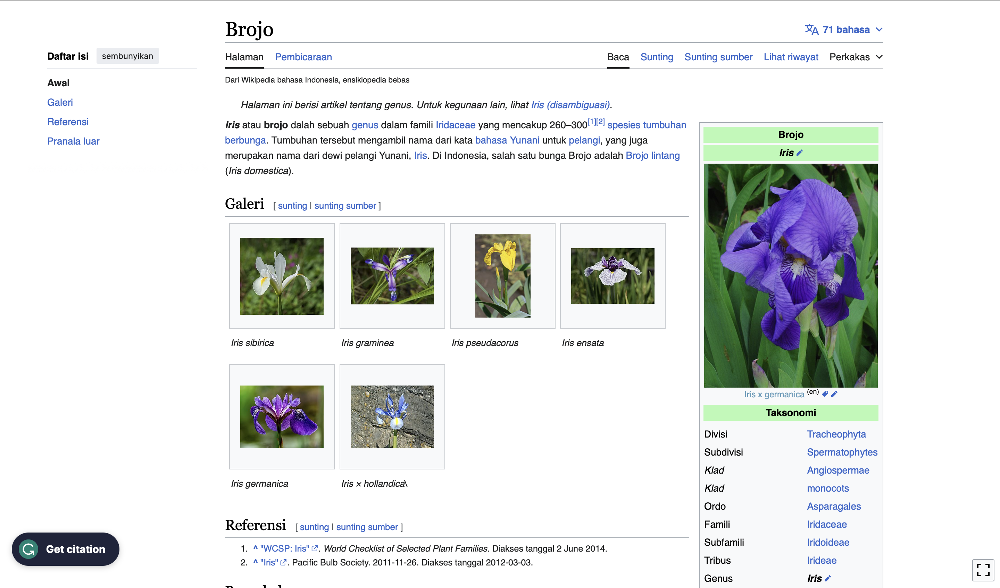 Brojo
71 bahasa
Daftar isi sembunyikan
Awal
Galeri
Referensi
Pranala luar
Halaman Pembicaraan
Baca Sunting Sunting sumber Lihat riwayat Perkakas
Dari Wikipedia bahasa Indonesia, ensiklopedia bebas
Halaman ini berisi artikel tentang genus. Untuk kegunaan lain, lihat Iris (disambiguasi).
Iris atau brojo dalah sebuah genus dalam famili Iridaceae yang mencakup 260–300[1][2] spesies tumbuhan
berbunga. Tumbuhan tersebut mengambil nama dari kata bahasa Yunani untuk pelangi, yang juga
merupakan nama dari dewi pelangi Yunani, Iris. Di Indonesia, salah satu bunga Brojo adalah Brojo lintang
(Iris domestica).
Galeri [ sunting | sunting sumber ]
Iris sibirica
Iris graminea
Iris pseudacorus
Iris ensata
Iris germanica
Iris × hollandica\
Referensi [ sunting | sunting sumber ]
1. ^ "WCSP: Iris". World Checklist of Selected Plant Families. Diakses tanggal 2 June 2014.
2. ^ "Iris". Pacific Bulb Society. 2011-11-26. Diakses tanggal 2012-03-03.
Brojo
Iris
Iris x germanica (en)
Taksonomi
Divisi Tracheophyta
Subdivisi Spermatophytes
Klad Angiospermae
Klad monocots
Ordo Asparagales
Famili Iridaceae
Subfamili Iridoideae
Tribus Irideae
Genus Iris
Get citation